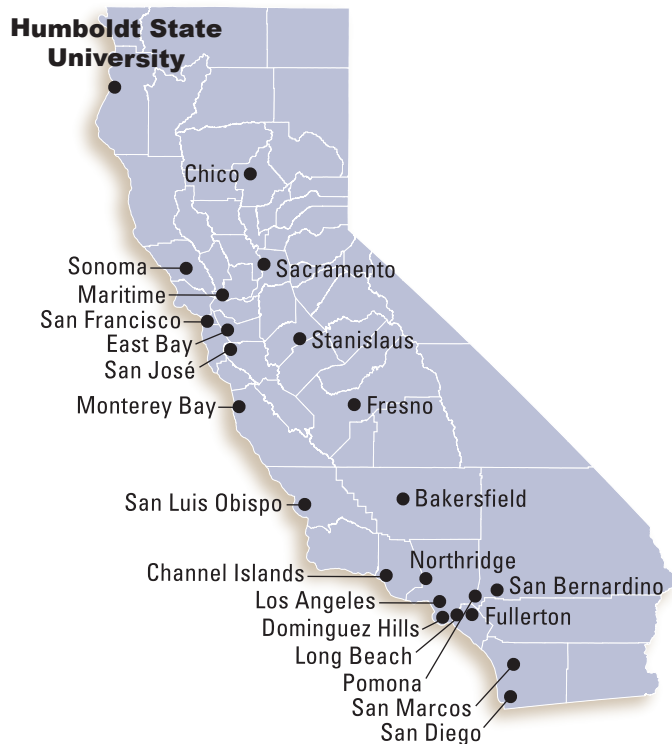 Humboldt State
University
Chico
Sonoma
Sacramento
Maritime
San Francisco
East Bay
Stanislaus
San José
Monterey Bay
Fresno
San Luis Obispo
Bakersfield
Northridge
Channel Islands
San Bernardino
Los Angeles
Fullerton
Dominguez Hills
Long Beach
Pomona
San Marcos
San Diego